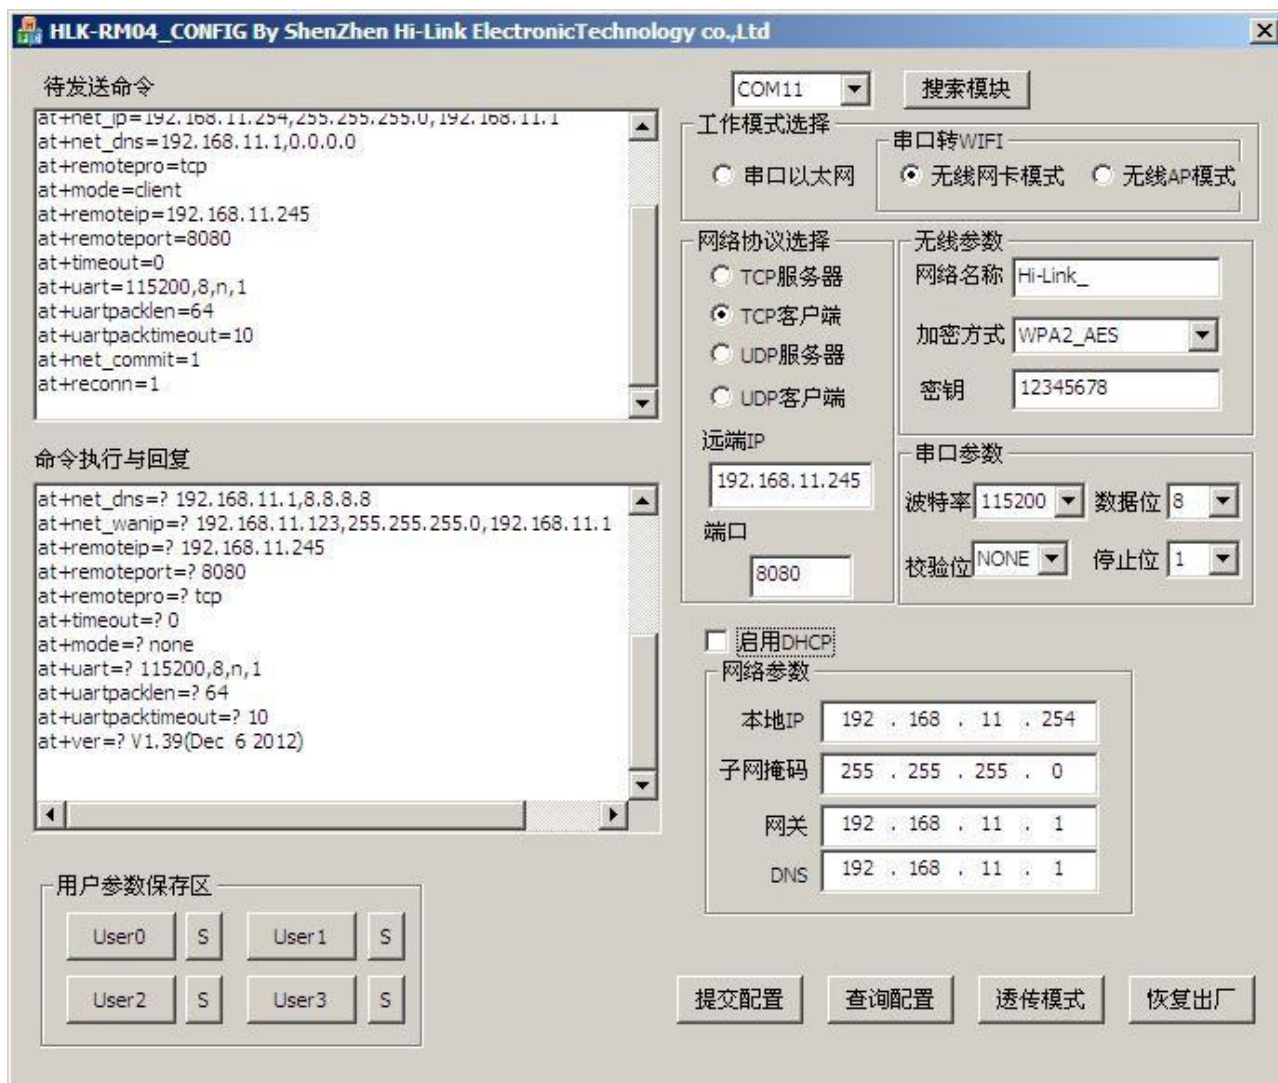 HLK-RM04_CONFIG By ShenZhen Hi-Link ElectronicTechnology co.,Ltd
待发送命令
at+net_ip=192.168.11.254,255.255.255.0,192.168.11.1
at+net_dns=192.168.11.1,0.0.0.0
at+remotepro=tcp
at+mode=client
at+remoteip=192.168.11.245
at+remoteport=8080
at+timeout=0
at+uart=115200,8,n,1
at+uartpacklen=64
at+uartpacktimeout=10
at+net_commit=1
at+reconn=1
命令执行与回复
at+net_dns=? 192.168.11.1,8.8.8.8
at+net_wanip=? 192.168.11.123,255.255.255.0,192.168.11.1
at+remoteip=? 192.168.11.245
at+remoteport=? 8080
at+remotepro=? tcp
at+timeout=? 0
at+mode=? none
at+uart=? 115200,8,n,1
at+uartpacklen=? 64
at+uartpacktimeout=? 10
at+ver=? V1.39(Dec  6 2012)
用户参数保存区
User0 S User1 S
User2 S User3 S
COM11 搜索模块
工作模式选择
串口转WIFI
串口以太网 无线网卡模式 无线AP模式
网络协议选择
TCP服务器
TCP客户端
UDP服务器
UDP客户端
远端IP
192.168.11.245
端口
8080
无线参数
网络名称 Hi-Link_
加密方式 WPA2_AES
密钥 12345678
串口参数
波特率 115200 数据位 8
校验位 NONE 停止位 1
启用DHCP
网络参数
本地IP 192 . 168 . 11 . 254
子网掩码 255 . 255 . 255 . 0
网关 192 . 168 . 11 . 1
DNS 192 . 168 . 11 . 1
提交配置 查询配置 透传模式 恢复出厂